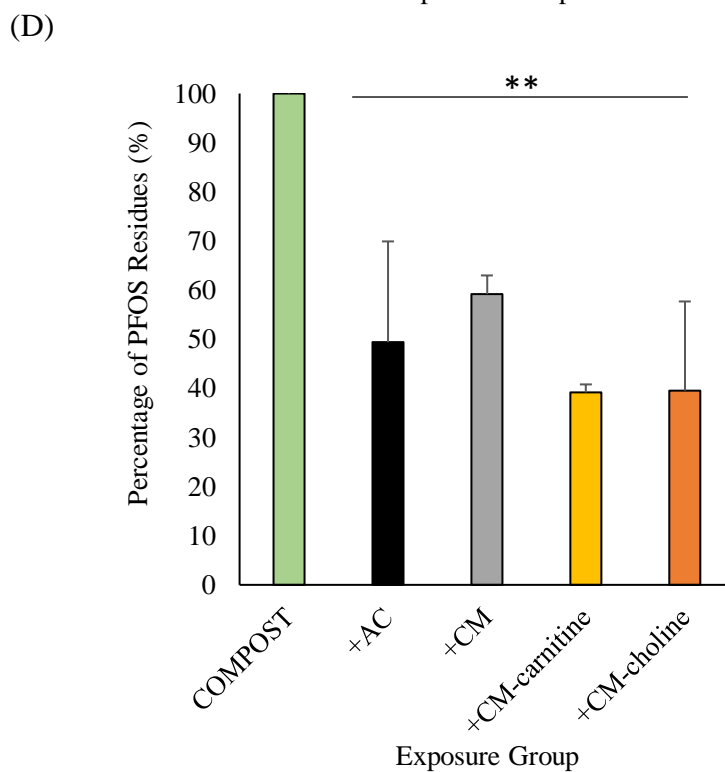 (D)
**
Percentage of PFOS Residues (%)
100
90
80
70
60
50
40
30
20
10
0
COMPOST
+AC
+CM
+CM-carnitine
+CM-choline
Exposure Group